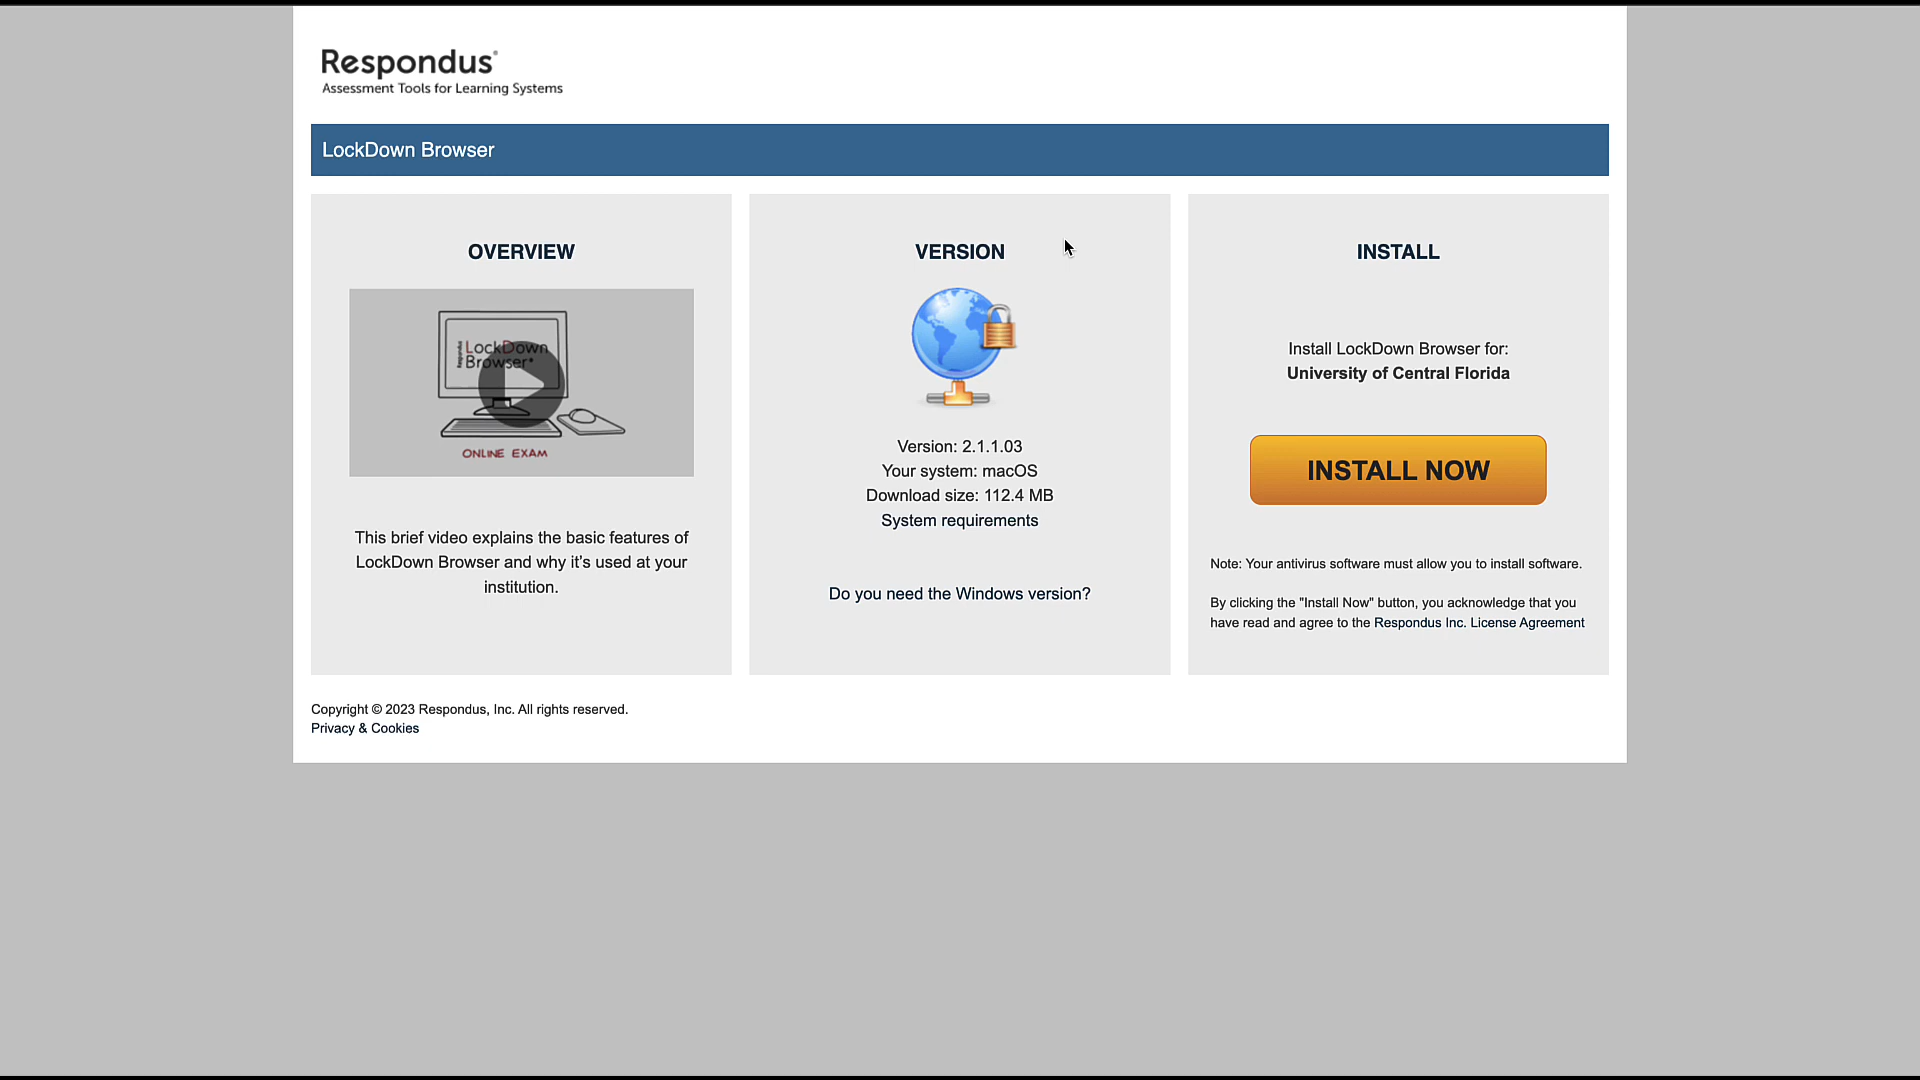 Respondus®
Assessment Tools for Learning Systems
LockDown Browser
OVERVIEW
Respondus
LockDown
Browser®
ONLINE EXAM
This brief video explains the basic features of
LockDown Browser and why it's used at your
institution.
VERSION
Version: 2.1.1.03
Your system: macOS
Download size: 112.4 MB
System requirements
Do you need the Windows version?
INSTALL
Install LockDown Browser for:
University of Central Florida
INSTALL NOW
Note: Your antivirus software must allow you to install software.
By clicking the "Install Now" button, you acknowledge that you
have read and agree to the Respondus Inc. License Agreement
Copyright © 2023 Respondus, Inc. All rights reserved.
Privacy & Cookies